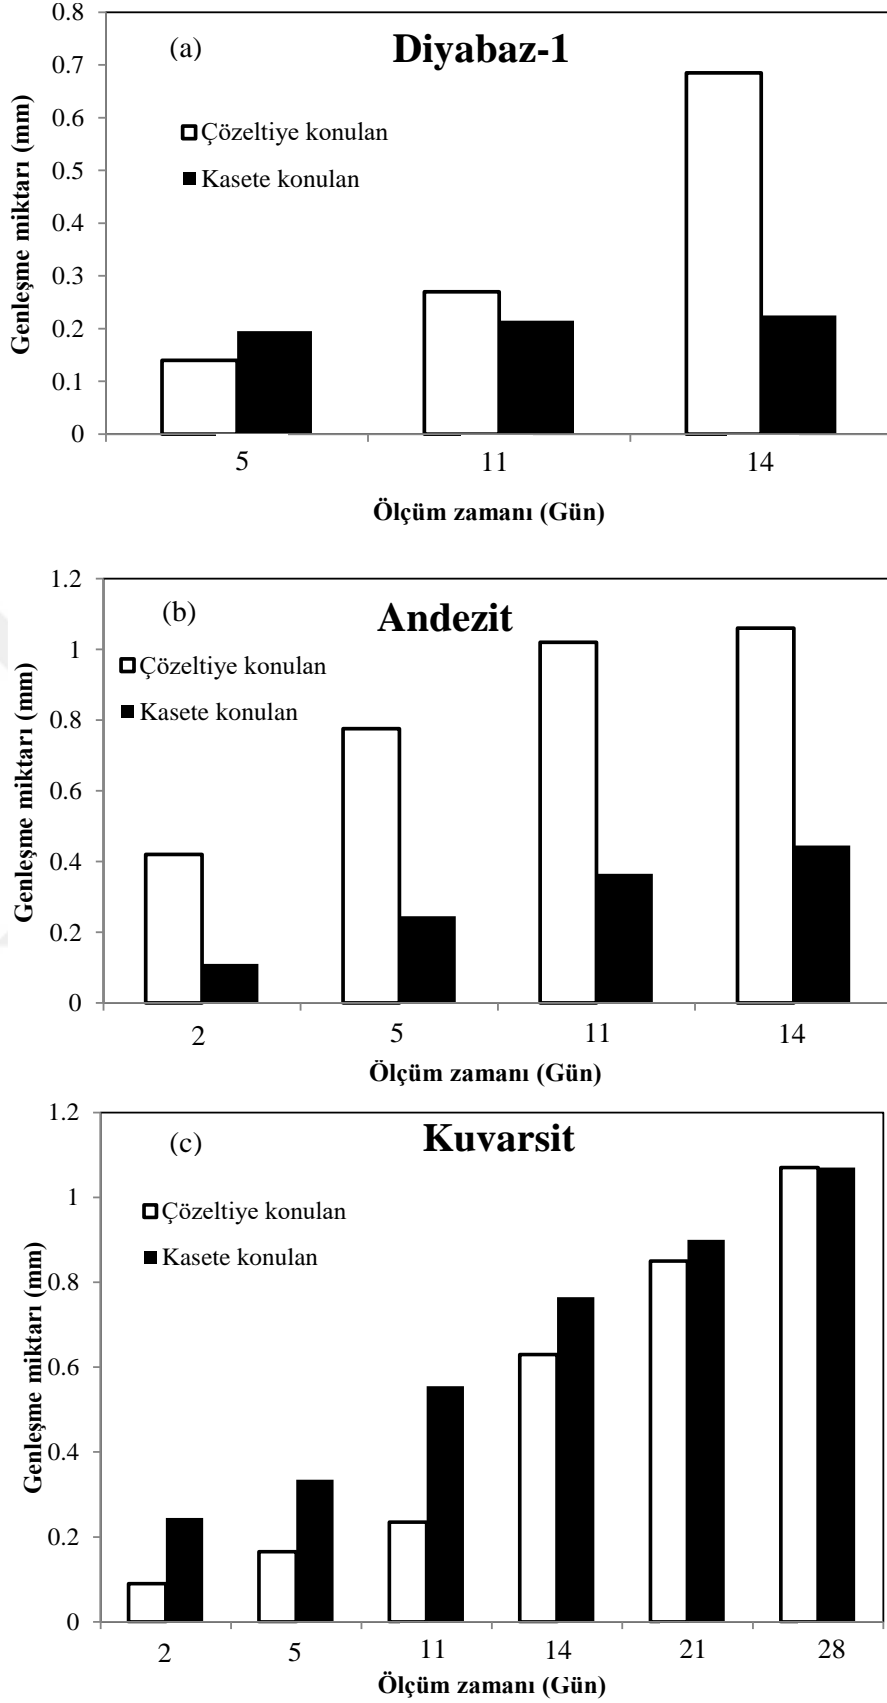 (a)
Diyabaz-1
Çözeltiye konulan
Kasete konulan
Genleşme miktarı (mm)
0.8
0.7
0.6
0.5
0.4
0.3
0.2
0.1
0
5 11 14
Ölçüm zamanı (Gün)
(b)
Andezit
Çözeltiye konulan
Kasete konulan
Genleşme miktarı (mm)
1.2
1
0.8
0.6
0.4
0.2
0
2 5 11 14
Ölçüm zamanı (Gün)
(c)
Kuvarsit
Çözeltiye konulan
Kasete konulan
Genleşme miktarı (mm)
1.2
1
0.8
0.6
0.4
0.2
0
2 5 11 14 21 28
Ölçüm zamanı (Gün)